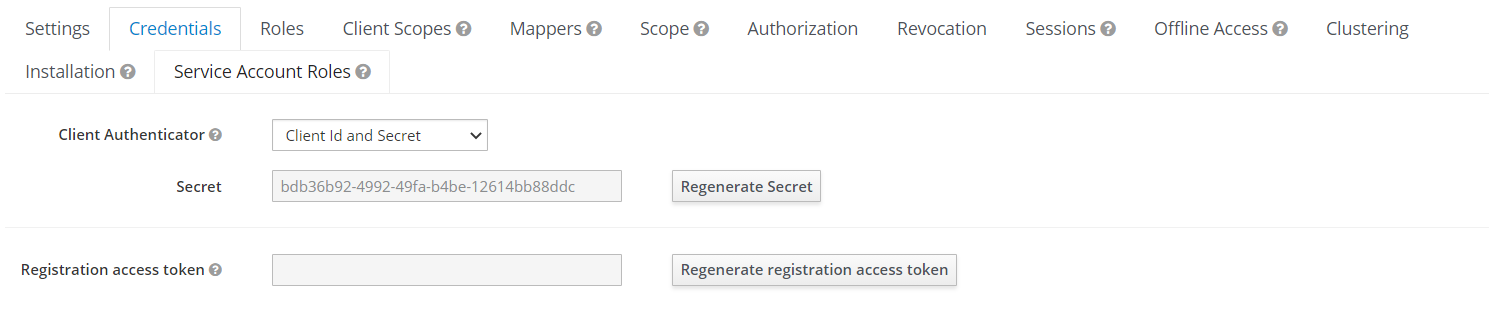 Settings Credentials Roles Client Scopes ? Mappers ? Scope ? Authorization Revocation Sessions ? Offline Access ? Clustering
Installation ? Service Account Roles ?
Client Authenticator ? Client Id and Secret
Secret bdb36b92-4992-49fa-b4be-12614bb88ddc Regenerate Secret
Registration access token ? Regenerate registration access token